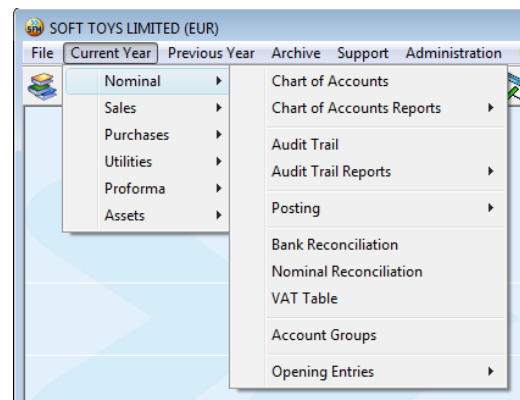 SOFT TOYS LIMITED (EUR)
File Current Year Previous Year Archive Support Administration
Nominal
Sales
Purchases
Utilities
Proforma
Assets
Chart of Accounts
Chart of Accounts Reports
Audit Trail
Audit Trail Reports
Posting
Bank Reconciliation
Nominal Reconciliation
VAT Table
Account Groups
Opening Entries